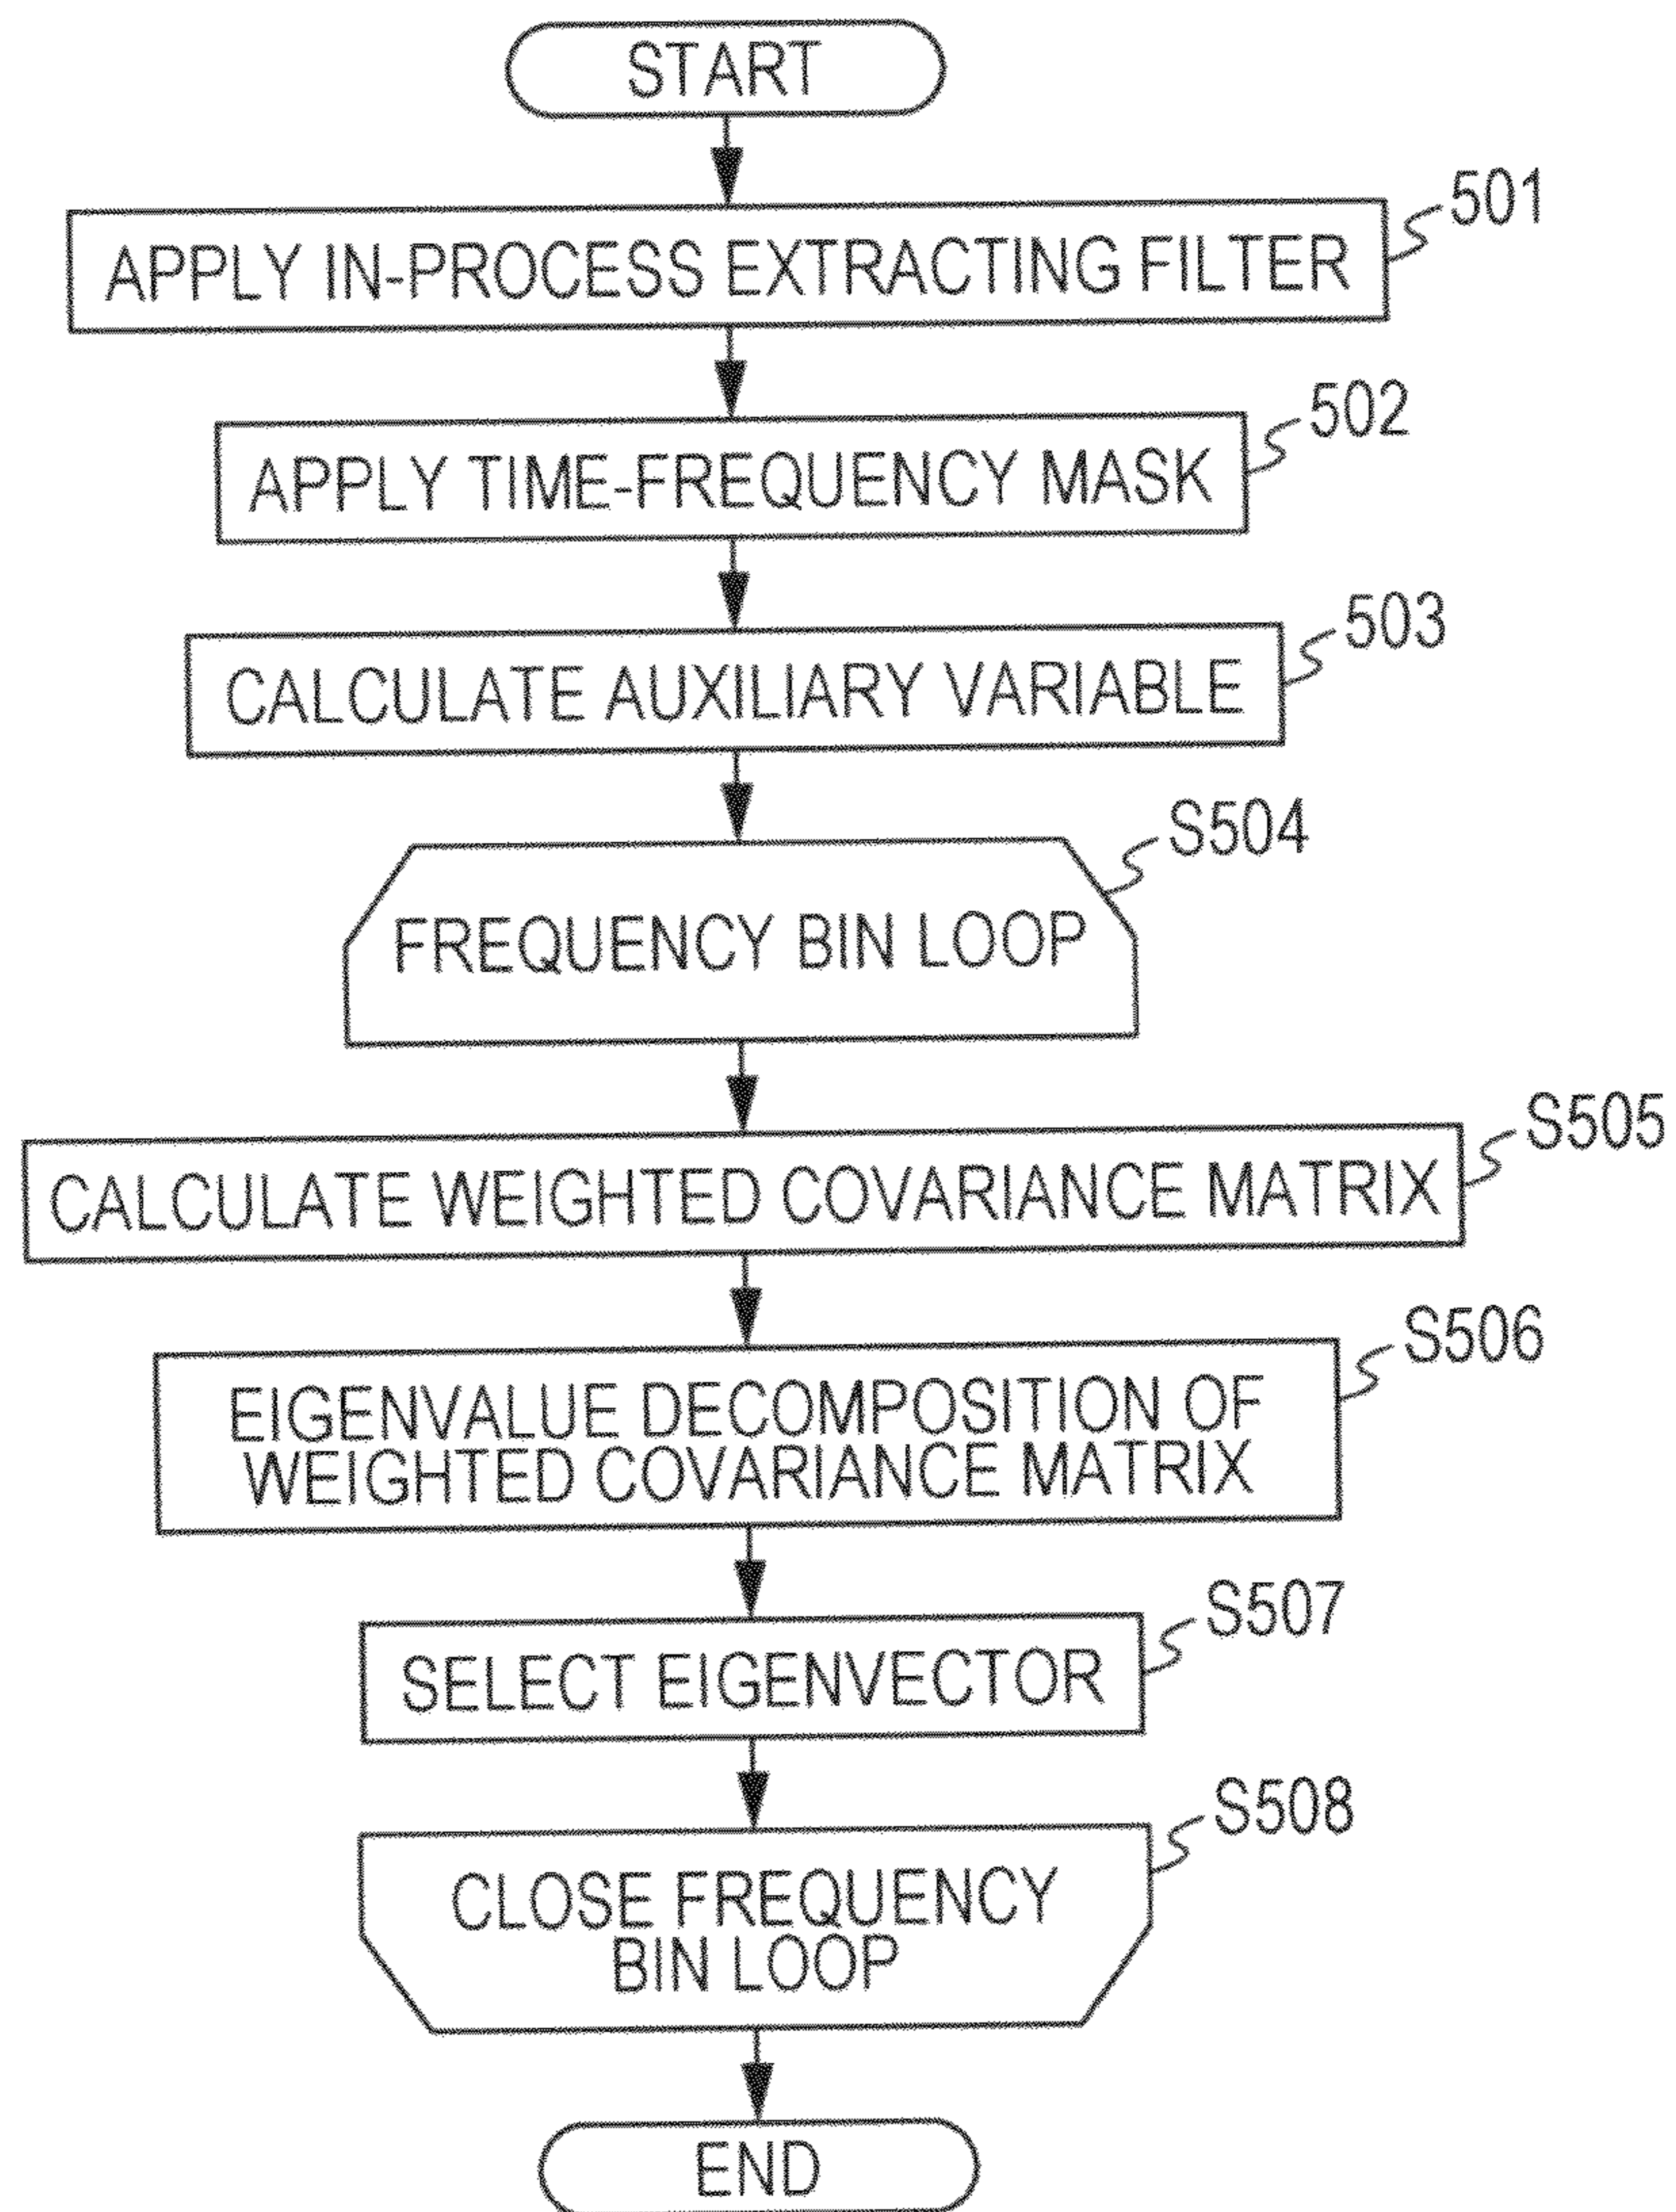 START
501
APPLY IN-PROCESS EXTRACTING FILTER
502
APPLY TIME-FREQUENCY MASK
503
CALCULATE AUXILIARY VARIABLE
S504
FREQUENCY BIN LOOP
S505
CALCULATE WEIGHTED COVARIANCE MATRIX
S506
EIGENVALUE DECOMPOSITION OF
WEIGHTED COVARIANCE MATRIX
S507
SELECT EIGENVECTOR
S508
CLOSE FREQUENCY
BIN LOOP
END